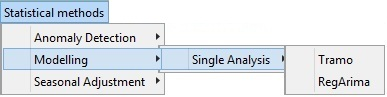 Statistical methods
Anomaly Detection
Modelling
Single Analysis
Tramo
Seasonal Adjustment
RegArima